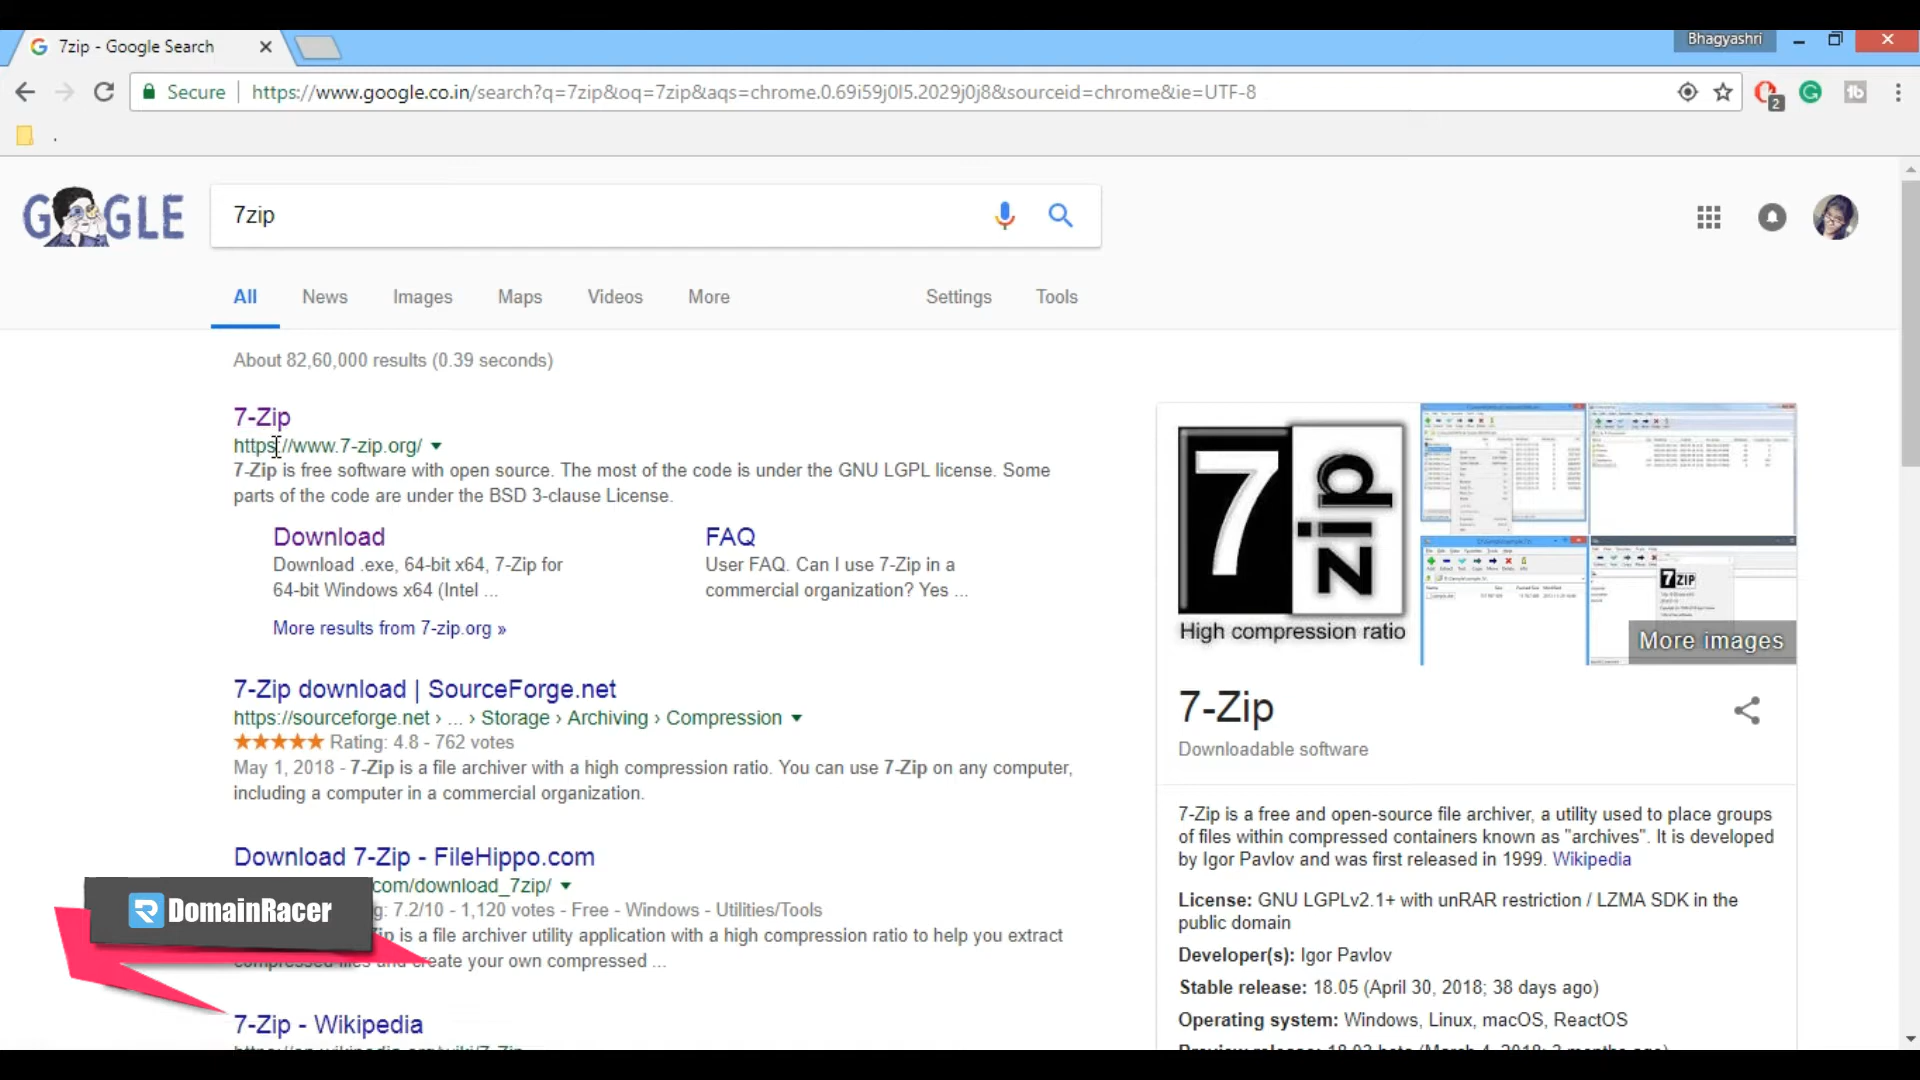 7zip - Google Search
Bhagyashri
Secure
https://www.google.co.in/search?q=7zip&oq=7zip&aqs=chrome.0.69i59j0l5.2029j0j8&sourceid=chrome&ie=UTF-8
2
.
GOGLE
7zip
All News Images Maps Videos More Settings Tools
About 82,60,000 results (0.39 seconds)
7-Zip
https://www.7-zip.org/
7-Zip is free software with open source. The most of the code is under the GNU LGPL license. Some
parts of the code are under the BSD 3-clause License.
Download
Download .exe, 64-bit x64, 7-Zip for
64-bit Windows x64 (Intel ...
FAQ
User FAQ. Can I use 7-Zip in a
commercial organization? Yes ...
More results from 7-zip.org »
7-Zip download | SourceForge.net
https://sourceforge.net › ... › Storage › Archiving › Compression
Rating: 4.8 - 762 votes
May 1, 2018 - 7-Zip is a file archiver with a high compression ratio. You can use 7-Zip on any computer,
including a computer in a commercial organization.
Download 7-Zip - FileHippo.com
com/download_7zip/
g: 7.2/10 - 1,120 votes - Free - Windows - Utilities/Tools
ip is a file archiver utility application with a high compression ratio to help you extract
compressed files and create your own compressed ...
DomainRacer
7-Zip - Wikipedia
7 zip
High compression ratio
7 ZIP
More images
7-Zip
Downloadable software
7-Zip is a free and open-source file archiver, a utility used to place groups
of files within compressed containers known as "archives". It is developed
by Igor Pavlov and was first released in 1999. Wikipedia
License: GNU LGPLv2.1+ with unRAR restriction / LZMA SDK in the
public domain
Developer(s): Igor Pavlov
Stable release: 18.05 (April 30, 2018; 38 days ago)
Operating system: Windows, Linux, macOS, ReactOS